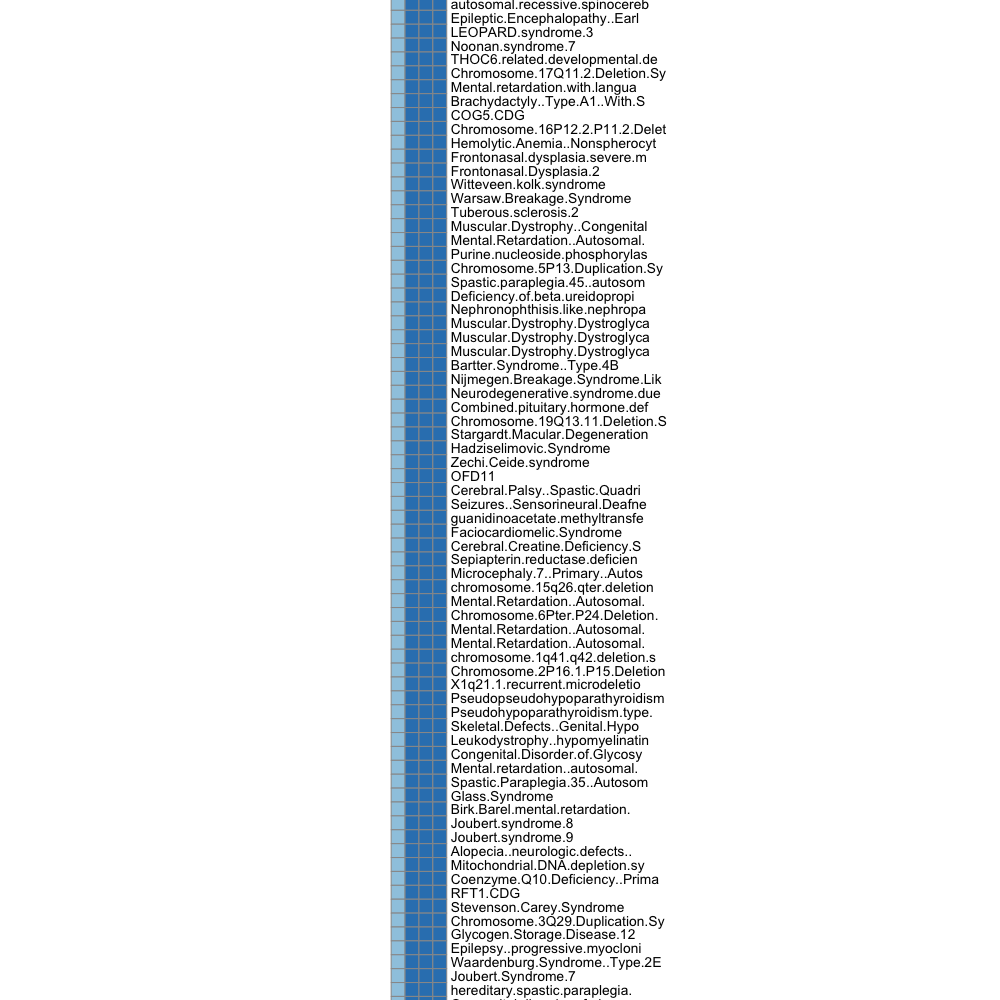 autosomal.recessive.spinocereb
Epileptic.Encephalopathy..Earl
LEOPARD.syndrome.3
Noonan.syndrome.7
THOC6.related.developmental.de
Chromosome.17Q11.2.Deletion.Sy
Mental.retardation.with.langua
Brachydactyly..Type.A1..With.S
COG5.CDG
Chromosome.16P12.2.P11.2.Delet
Hemolytic.Anemia..Nonspherocyt
Frontonasal.dysplasia.severe.m
Frontonasal.Dysplasia.2
Witteveen.kolk.syndrome
Warsaw.Breakage.Syndrome
Tuberous.sclerosis.2
Muscular.Dystrophy..Congenital
Mental.Retardation..Autosomal.
Purine.nucleoside.phosphorylas
Chromosome.5P13.Duplication.Sy
Spastic.paraplegia.45..autosom
Deficiency.of.beta.ureidopropi
Nephronophthisis.like.nephropa
Muscular.Dystrophy.Dystroglyca
Muscular.Dystrophy.Dystroglyca
Muscular.Dystrophy.Dystroglyca
Bartter.Syndrome..Type.4B
Nijmegen.Breakage.Syndrome.Lik
Neurodegenerative.syndrome.due
Combined.pituitary.hormone.def
Chromosome.19Q13.11.Deletion.S
Stargardt.Macular.Degeneration
Hadziselimovic.Syndrome
Zechi.Ceide.syndrome
OFD11
Cerebral.Palsy..Spastic.Quadri
Seizures..Sensorineural.Deafne
guanidinoacetate.methyltransfe
Faciocardiomelic.Syndrome
Cerebral.Creatine.Deficiency.S
Sepiapterin.reductase.deficien
Microcephaly.7..Primary..Autos
chromosome.15q26.qter.deletion
Mental.Retardation..Autosomal.
Chromosome.6Pter.P24.Deletion.
Mental.Retardation..Autosomal.
Mental.Retardation..Autosomal.
chromosome.1q41.q42.deletion.s
Chromosome.2P16.1.P15.Deletion
X1q21.1.recurrent.microdeletio
Pseudopseudohypoparathyroidism
Pseudohypoparathyroidism.type.
Skeletal.Defects..Genital.Hypo
Leukodystrophy..hypomyelinatin
Congenital.Disorder.of.Glycosy
Mental.retardation..autosomal.
Spastic.Paraplegia.35..Autosom
Glass.Syndrome
Birk.Barel.mental.retardation.
Joubert.syndrome.8
Joubert.syndrome.9
Alopecia..neurologic.defects..
Mitochondrial.DNA.depletion.sy
Coenzyme.Q10.Deficiency..Prima
RFT1.CDG
Stevenson.Carey.Syndrome
Chromosome.3Q29.Duplication.Sy
Glycogen.Storage.Disease.12
Epilepsy..progressive.myocloni
Waardenburg.Syndrome..Type.2E
Joubert.Syndrome.7
hereditary.spastic.paraplegia.